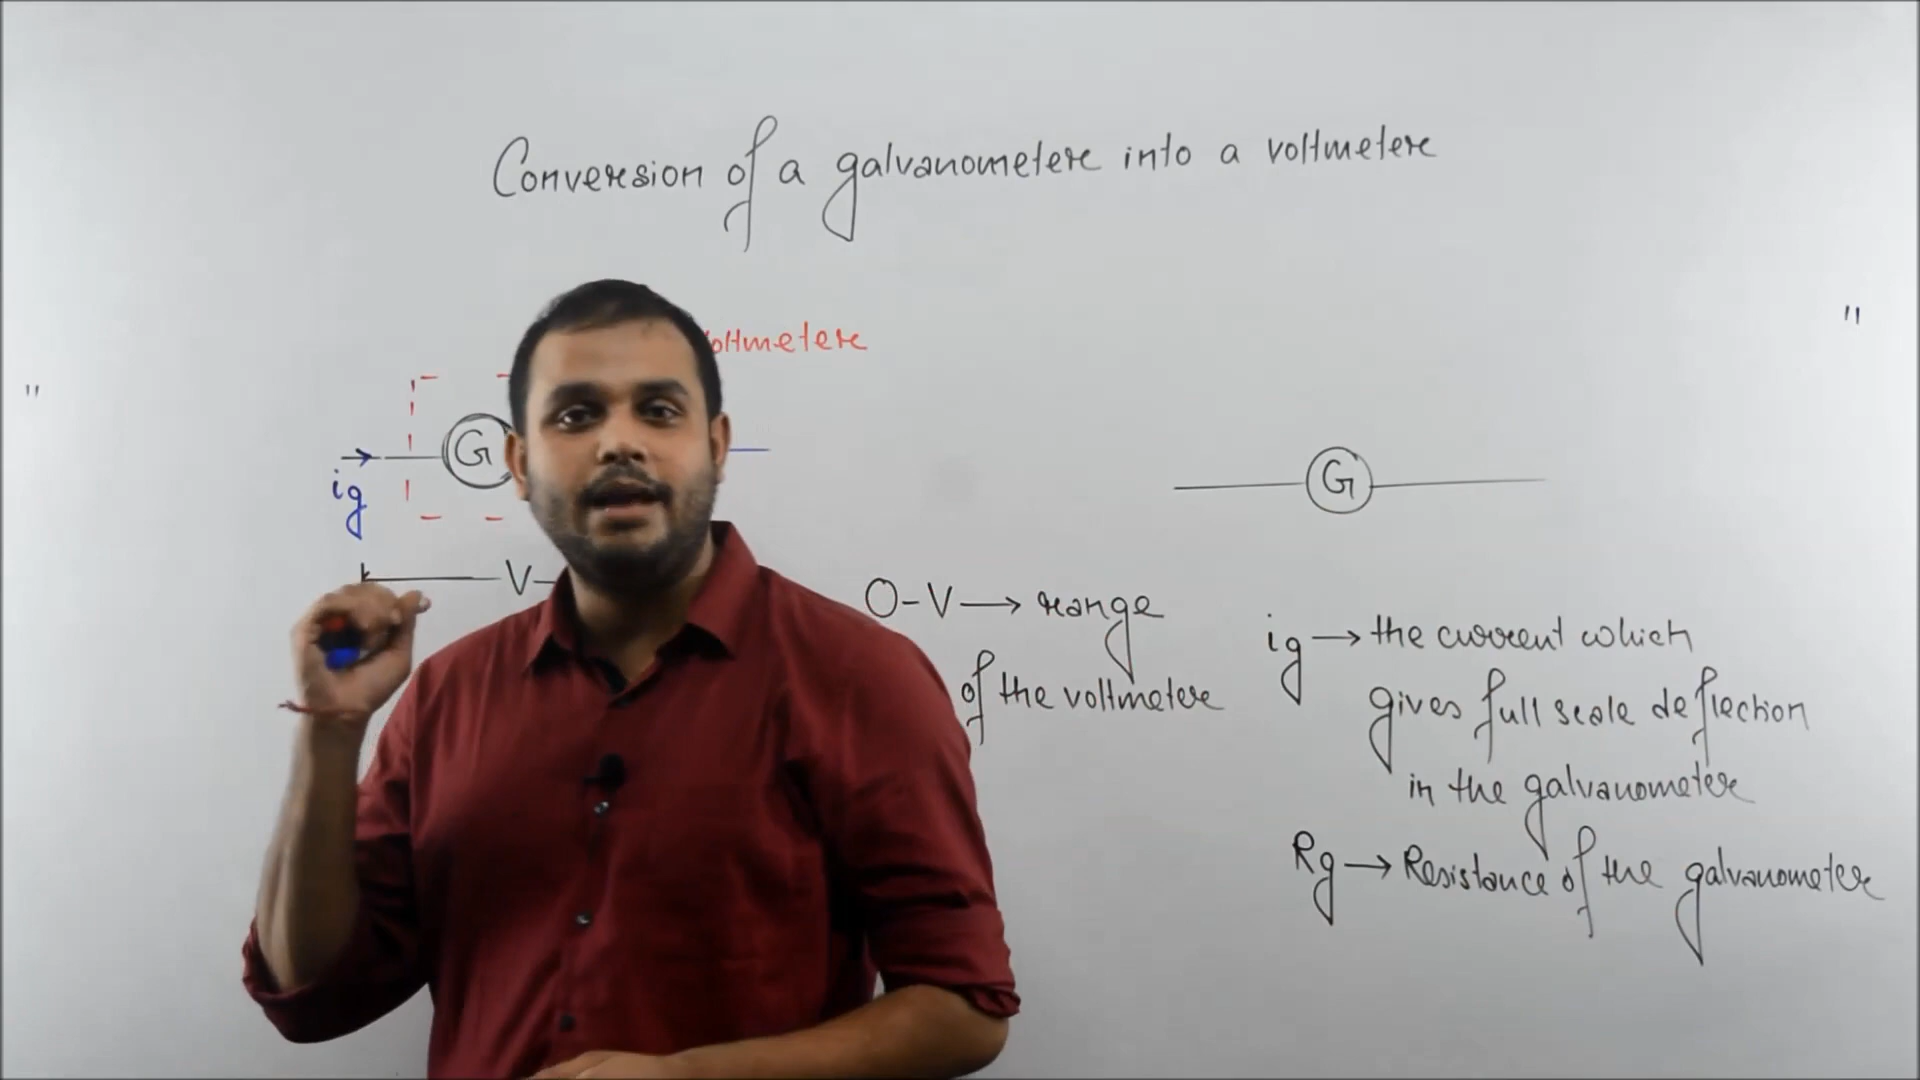 Conversion of a galvanometere into a voltmetere
oltmetere
G
ig
V
O-V → range
of the voltmetere
G
ig → the current which
gives full scale deflection
in the galvanometere
Rg → Resistance of the galvanometere
"
"